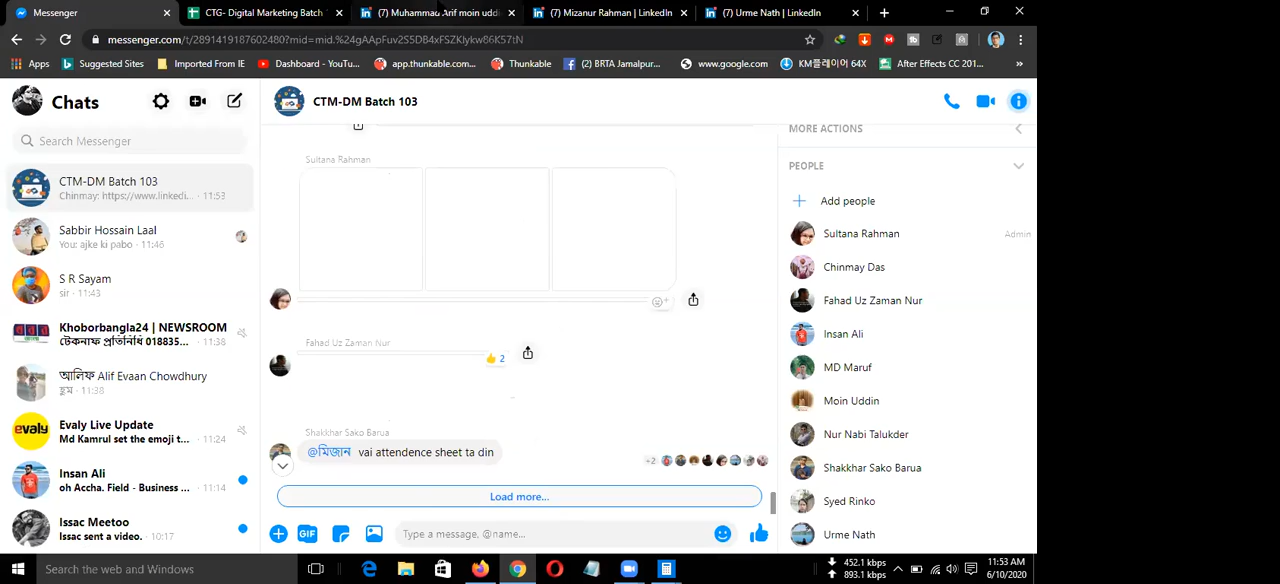 Messenger
CTG- Digital Marketing Batch
(7) Muhammad Arif moin uddi
(7) Mizanur Rahman | LinkedIn
(7) Urme Nath | LinkedIn
messenger.com/t/2891419187602480?mid=mid.%24gAApFuv2S5DB4xFSZKlykw86K57tN
Apps
Suggested Sites
Imported From IE
Dashboard - YouTu...
app.thunkable.com...
Thunkable
(2) BRTA Jamalpur...
www.google.com
KM플레이어 64X
After Effects CC 201...
»
Chats
Search Messenger
CTM-DM Batch 103
Chinmay: https://www.linkedi... · 11:53
Sabbir Hossain Laal
You: ajke ki pabo · 11:46
S R Sayam
sir · 11:43
Khoborbangla24 | NEWSROOM
টেকনাফ প্রতিনিধি 018835... · 11:38
আলিফ Alif Evaan Chowdhury
হুম · 11:38
evaly
Evaly Live Update
Md Kamrul set the emoji t... · 11:24
Insan Ali
oh Accha. Field - Business ... · 11:14
Issac Meetoo
Issac sent a video. · 10:17
CTM-DM Batch 103
Sultana Rahman
Fahad Uz Zaman Nur
2
Shakkhar Sako Barua
@মিজান vai attendence sheet ta din
+2
Load more...
GIF
Type a message, @name...
MORE ACTIONS
PEOPLE
Add people
Sultana Rahman
Admin
Chinmay Das
Fahad Uz Zaman Nur
Insan Ali
MD Maruf
Moin Uddin
Nur Nabi Talukder
Shakkhar Sako Barua
Syed Rinko
Urme Nath
Search the web and Windows
452.1 kbps
893.1 kbps
11:53 AM
6/10/2020